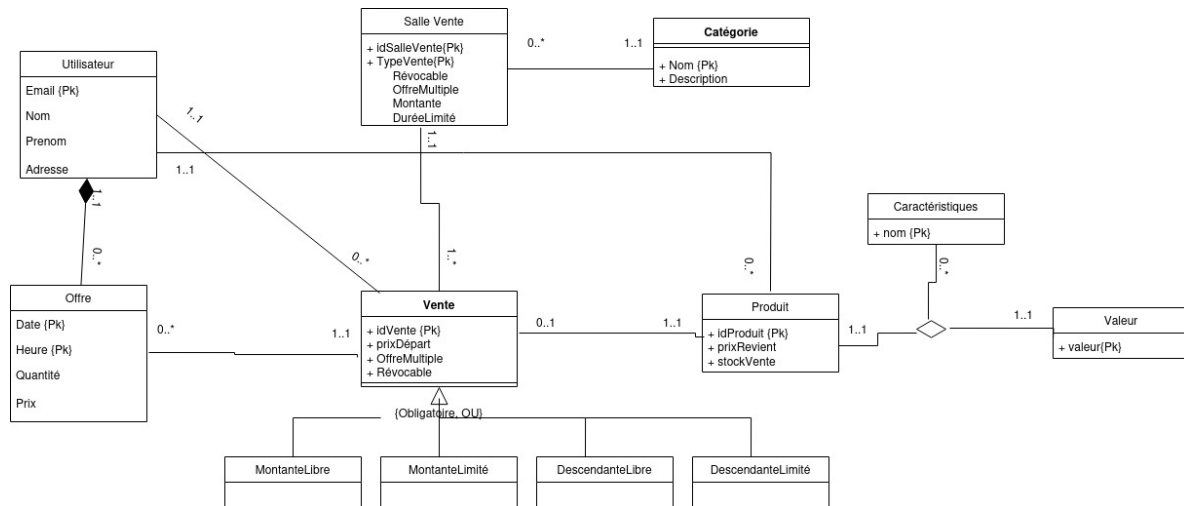 Salle Vente
+ idSalleVente{Pk}
+ TypeVente{Pk}
Révocable
OffreMultiple
Montante
DuréeLimité
0..*
1..1
Catégorie
+ Nom {Pk}
+ Description
Utilisateur
Email {Pk}
Nom
Prenom
Adresse
1..1
1..1
1..1
1..1
0..*
0..*
1..*
0..*
Caractéristiques
+ nom {Pk}
0..*
Offre
Date {Pk}
Heure {Pk}
Quantité
Prix
0..*
1..1
Vente
+ idVente {Pk}
+ prixDépart
+ OffreMultiple
+ Révocable
0..1
1..1
Produit
+ idProduit {Pk}
+ prixRevient
+ stockVente
1..1
1..1
Valeur
+ valeur{Pk}
{Obligatoire, OU}
MontanteLibre
MontanteLimité
DescendanteLibre
DescendanteLimité